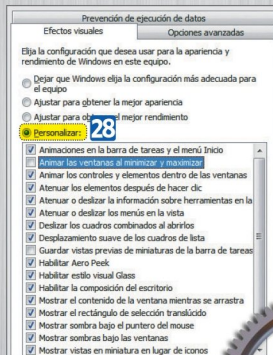 Prevención de ejecución de datos
Efectos visuales
Opciones avanzadas
Elija la configuración que desea usar para la apariencia y
rendimiento de Windows en este equipo.
Dejar que Windows elija la configuración más adecuada para
el equipo
Ajustar para obtener la mejor apariencia
Ajustar para el mejor rendimiento
Personalizar:
28
Animaciones en la barra de tareas y el menú Inicio
Animar las ventanas al minimizar y maximizar
Animar los controles y elementos dentro de las ventanas
Atenuar los elementos después de hacer clic
Atenuar o deslizar la información sobre herramientas en la
Atenuar o deslizar los menús en la vista
Deslizar los cuadros combinados al abrirlos
Desplazamiento suave de los cuadros de lista
Guardar vistas previas de miniaturas de la barra de tareas
Habilitar Aero Peek
Habilitar estilo visual Glass
Habilitar la composición del escritorio
Mostrar el contenido de la ventana mientras se arrastra
Mostrar el rectángulo de selección translúcido
Mostrar sombra bajo el puntero del mouse
Mostrar sombras bajo las ventanas
Mostrar vistas en miniatura en lugar de iconos